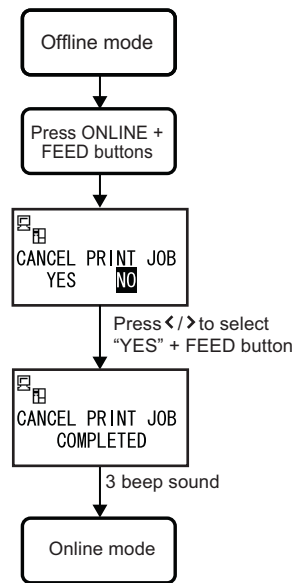 Offline mode
Press ONLINE +
FEED buttons
CANCEL PRINT JOB
YES NO
Press < / > to select
“YES” + FEED button
CANCEL PRINT JOB
COMPLETED
3 beep sound
Online mode